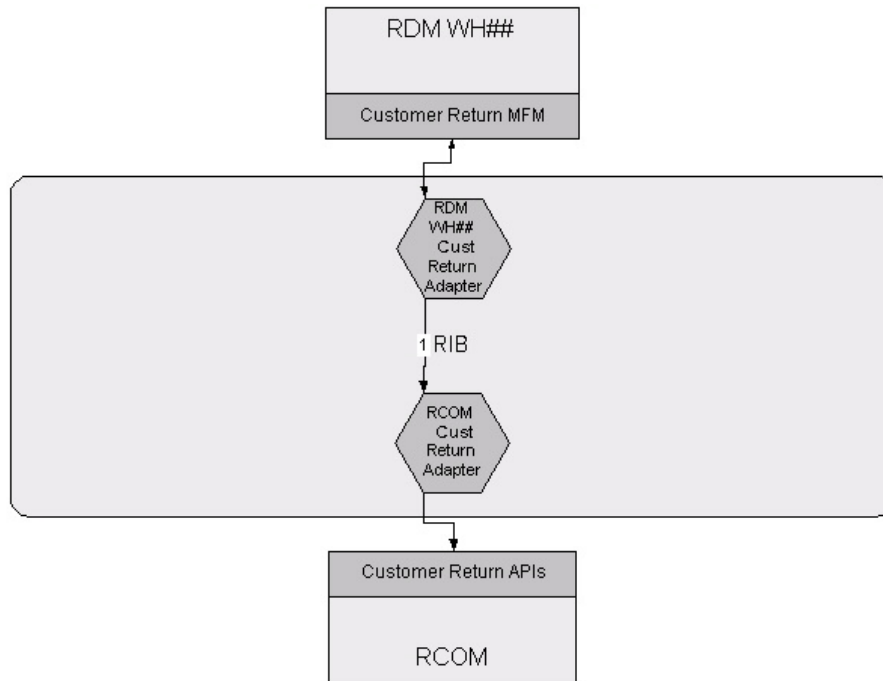 RDM WH##
Customer Return MFM
RDM
WH##
Cust
Return
Adapter
1 RIB
RCOM
Cust
Return
Adapter
Customer Return APIs
RCOM